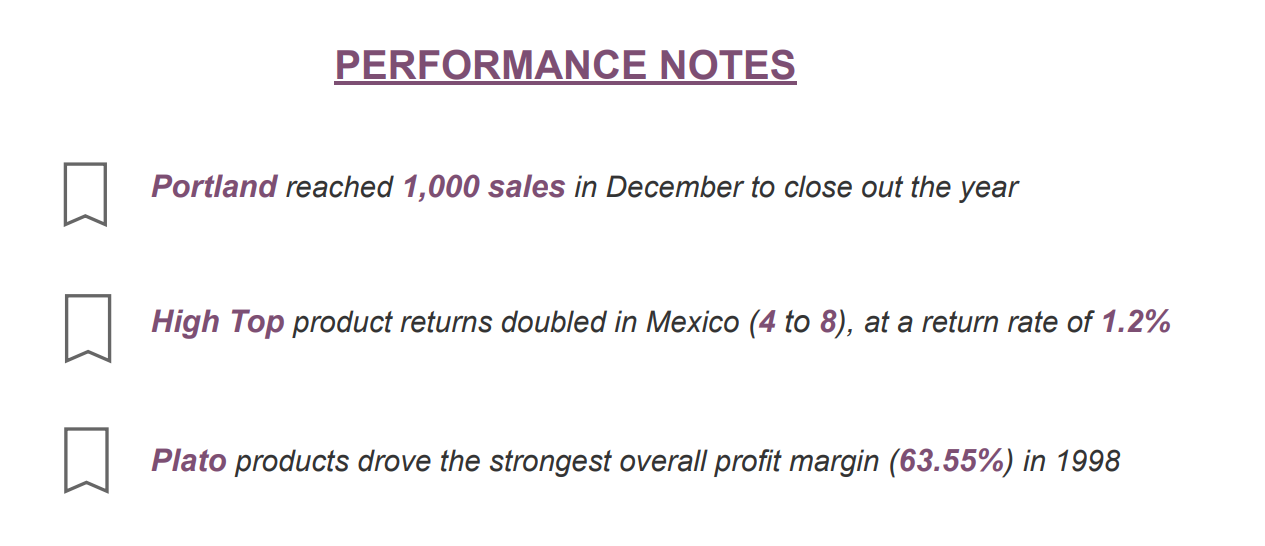 PERFORMANCE NOTES
Portland reached 1,000 sales in December to close out the year
High Top product returns doubled in Mexico (4 to 8), at a return rate of 1.2%
Plato products drove the strongest overall profit margin (63.55%) in 1998